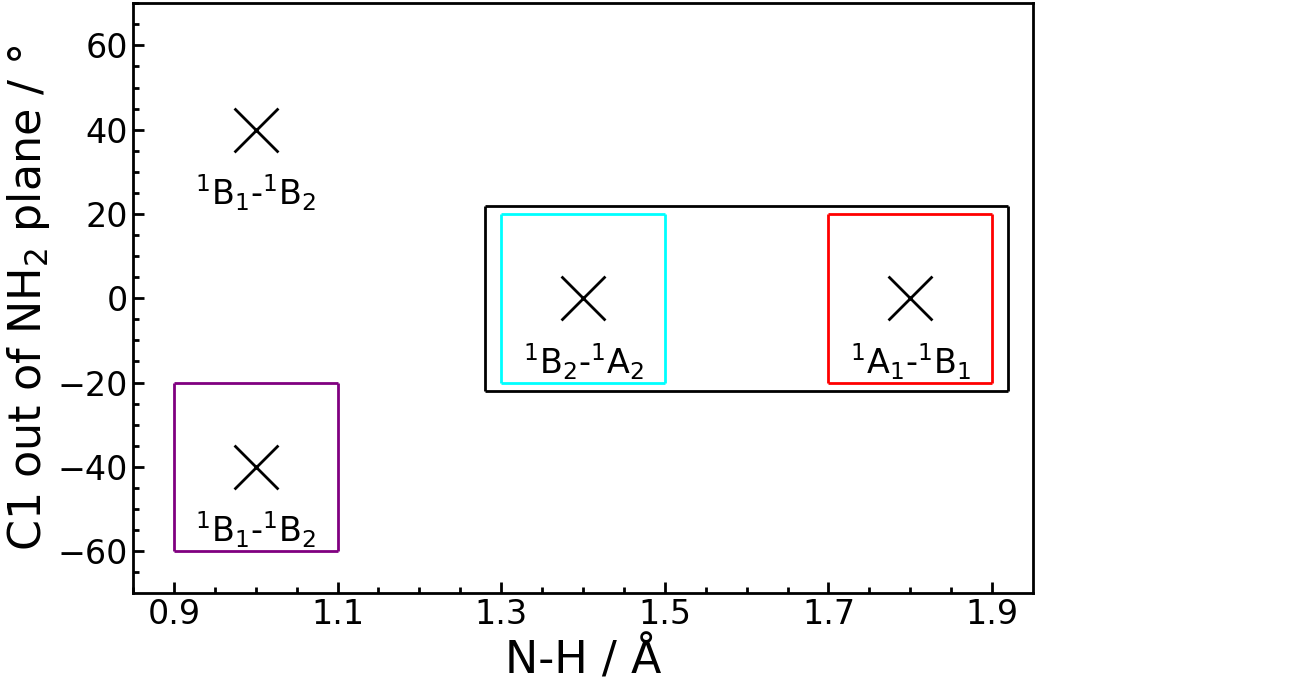 C1 out of NH₂ plane / °
60
40
20
0
−20
−40
−60
¹B₁-¹B₂
¹B₂-¹A₂
¹A₁-¹B₁
¹B₁-¹B₂
0.9 1.1 1.3 1.5 1.7 1.9
N-H / Å